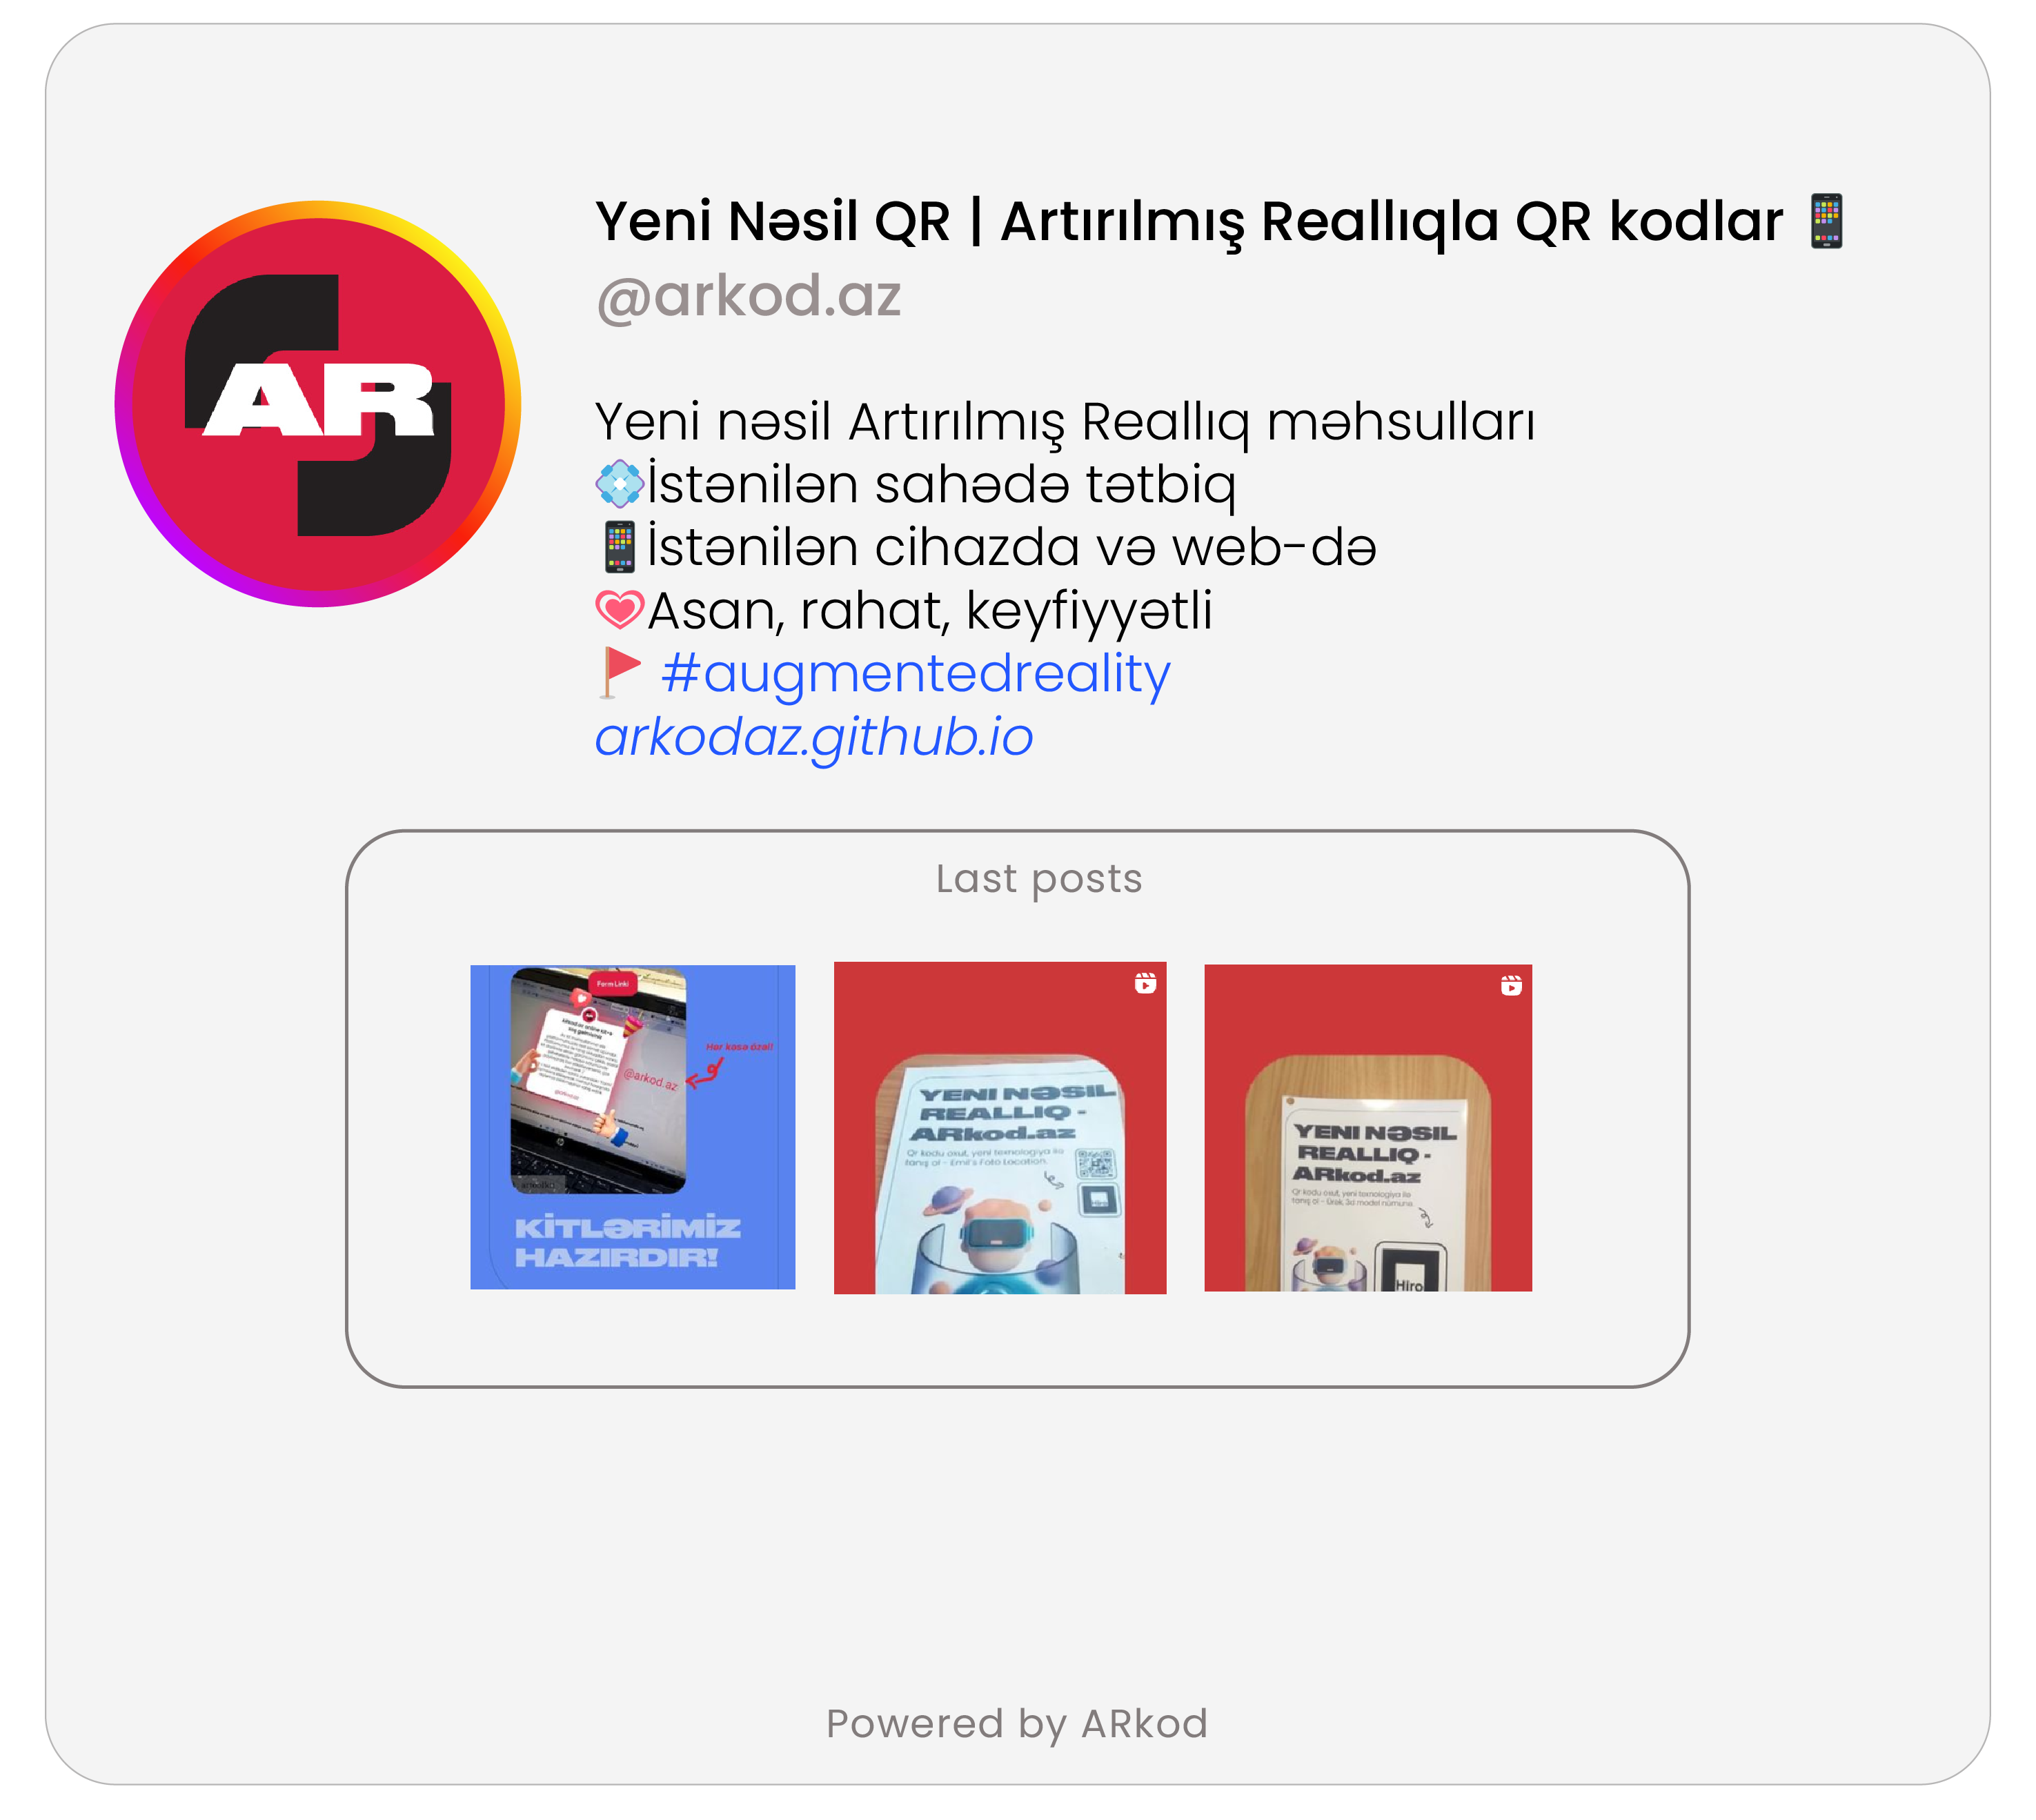 Yeni Nəsil QR | Artırılmış Reallıqla QR kodlar 📱
@arkod.az
AR
Yeni nəsil Artırılmış Reallıq məhsulları
💠İstənilən sahədə tətbiq
📱İstənilən cihazda və web-də
💗Asan, rahat, keyfiyyətli
🚩 #augmentedreality
arkodaz.github.io
Last posts
Form Linki
Hər kəsə özəl!
@arkod.az
KİTLƏRİMİZ
HAZIRDIR!
YENI NƏSIL
REALLIQ -
ARkod.az
Qr kodu oxut, yeni texnologiya ilə
tanış ol - Emil's Foto Location.
YENI NƏSIL
REALLIQ -
ARkod.az
Qr kodu oxut, yeni texnologiya ilə
tanış ol - Ürək 3d model nümunə
Hiro
Powered by ARkod